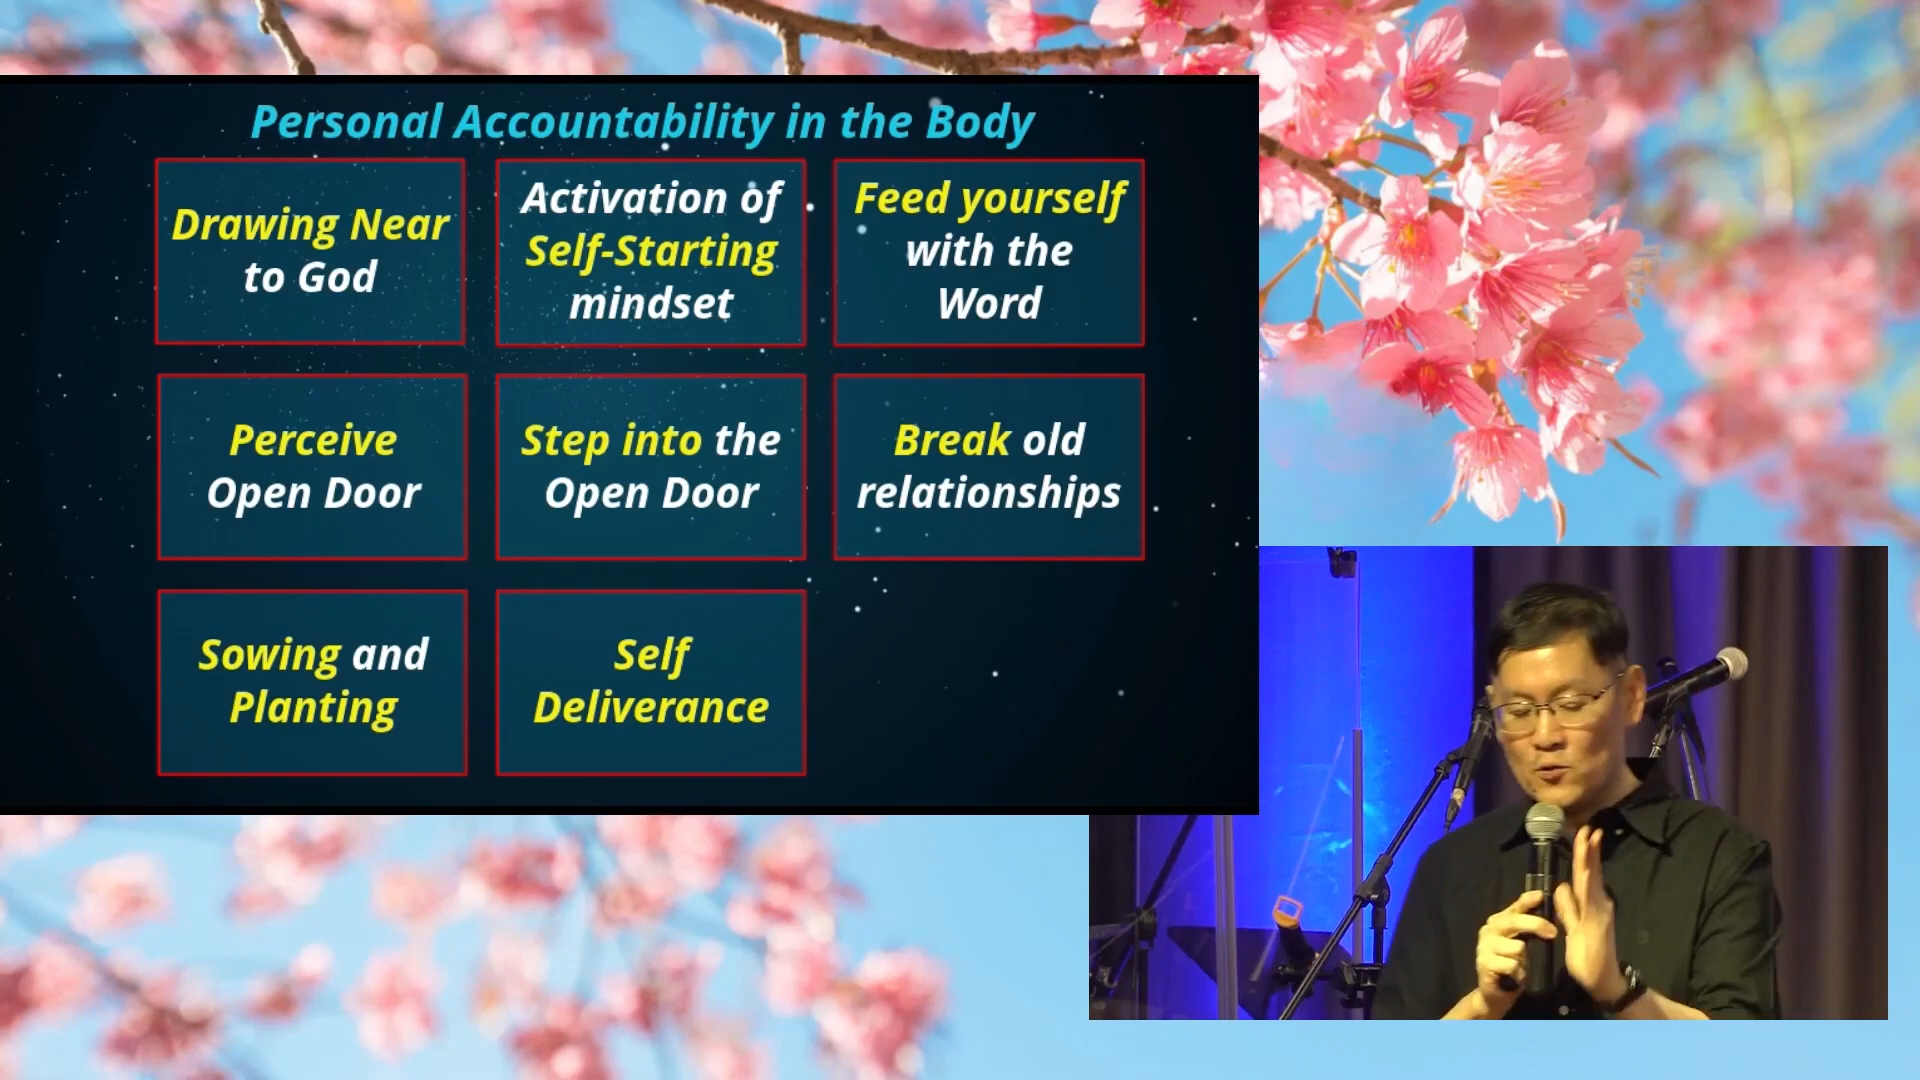 Personal Accountability in the Body
Drawing Near
to God
Activation of
Self-Starting
mindset
Feed yourself
with the
Word
Perceive
Open Door
Step into the
Open Door
Break old
relationships
Sowing and
Planting
Self
Deliverance